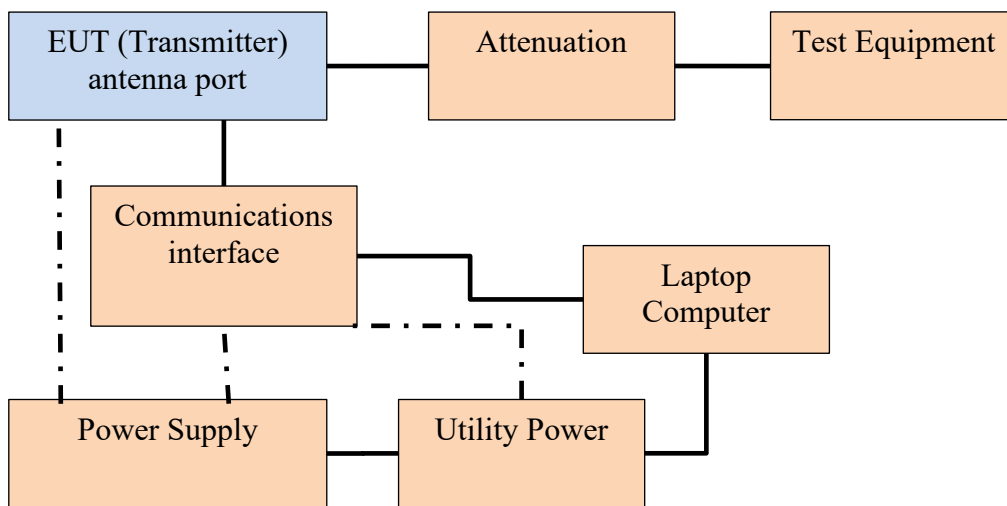 EUT (Transmitter)
antenna port
Attenuation
Test Equipment
Communications
interface
Laptop
Computer
Power Supply
Utility Power